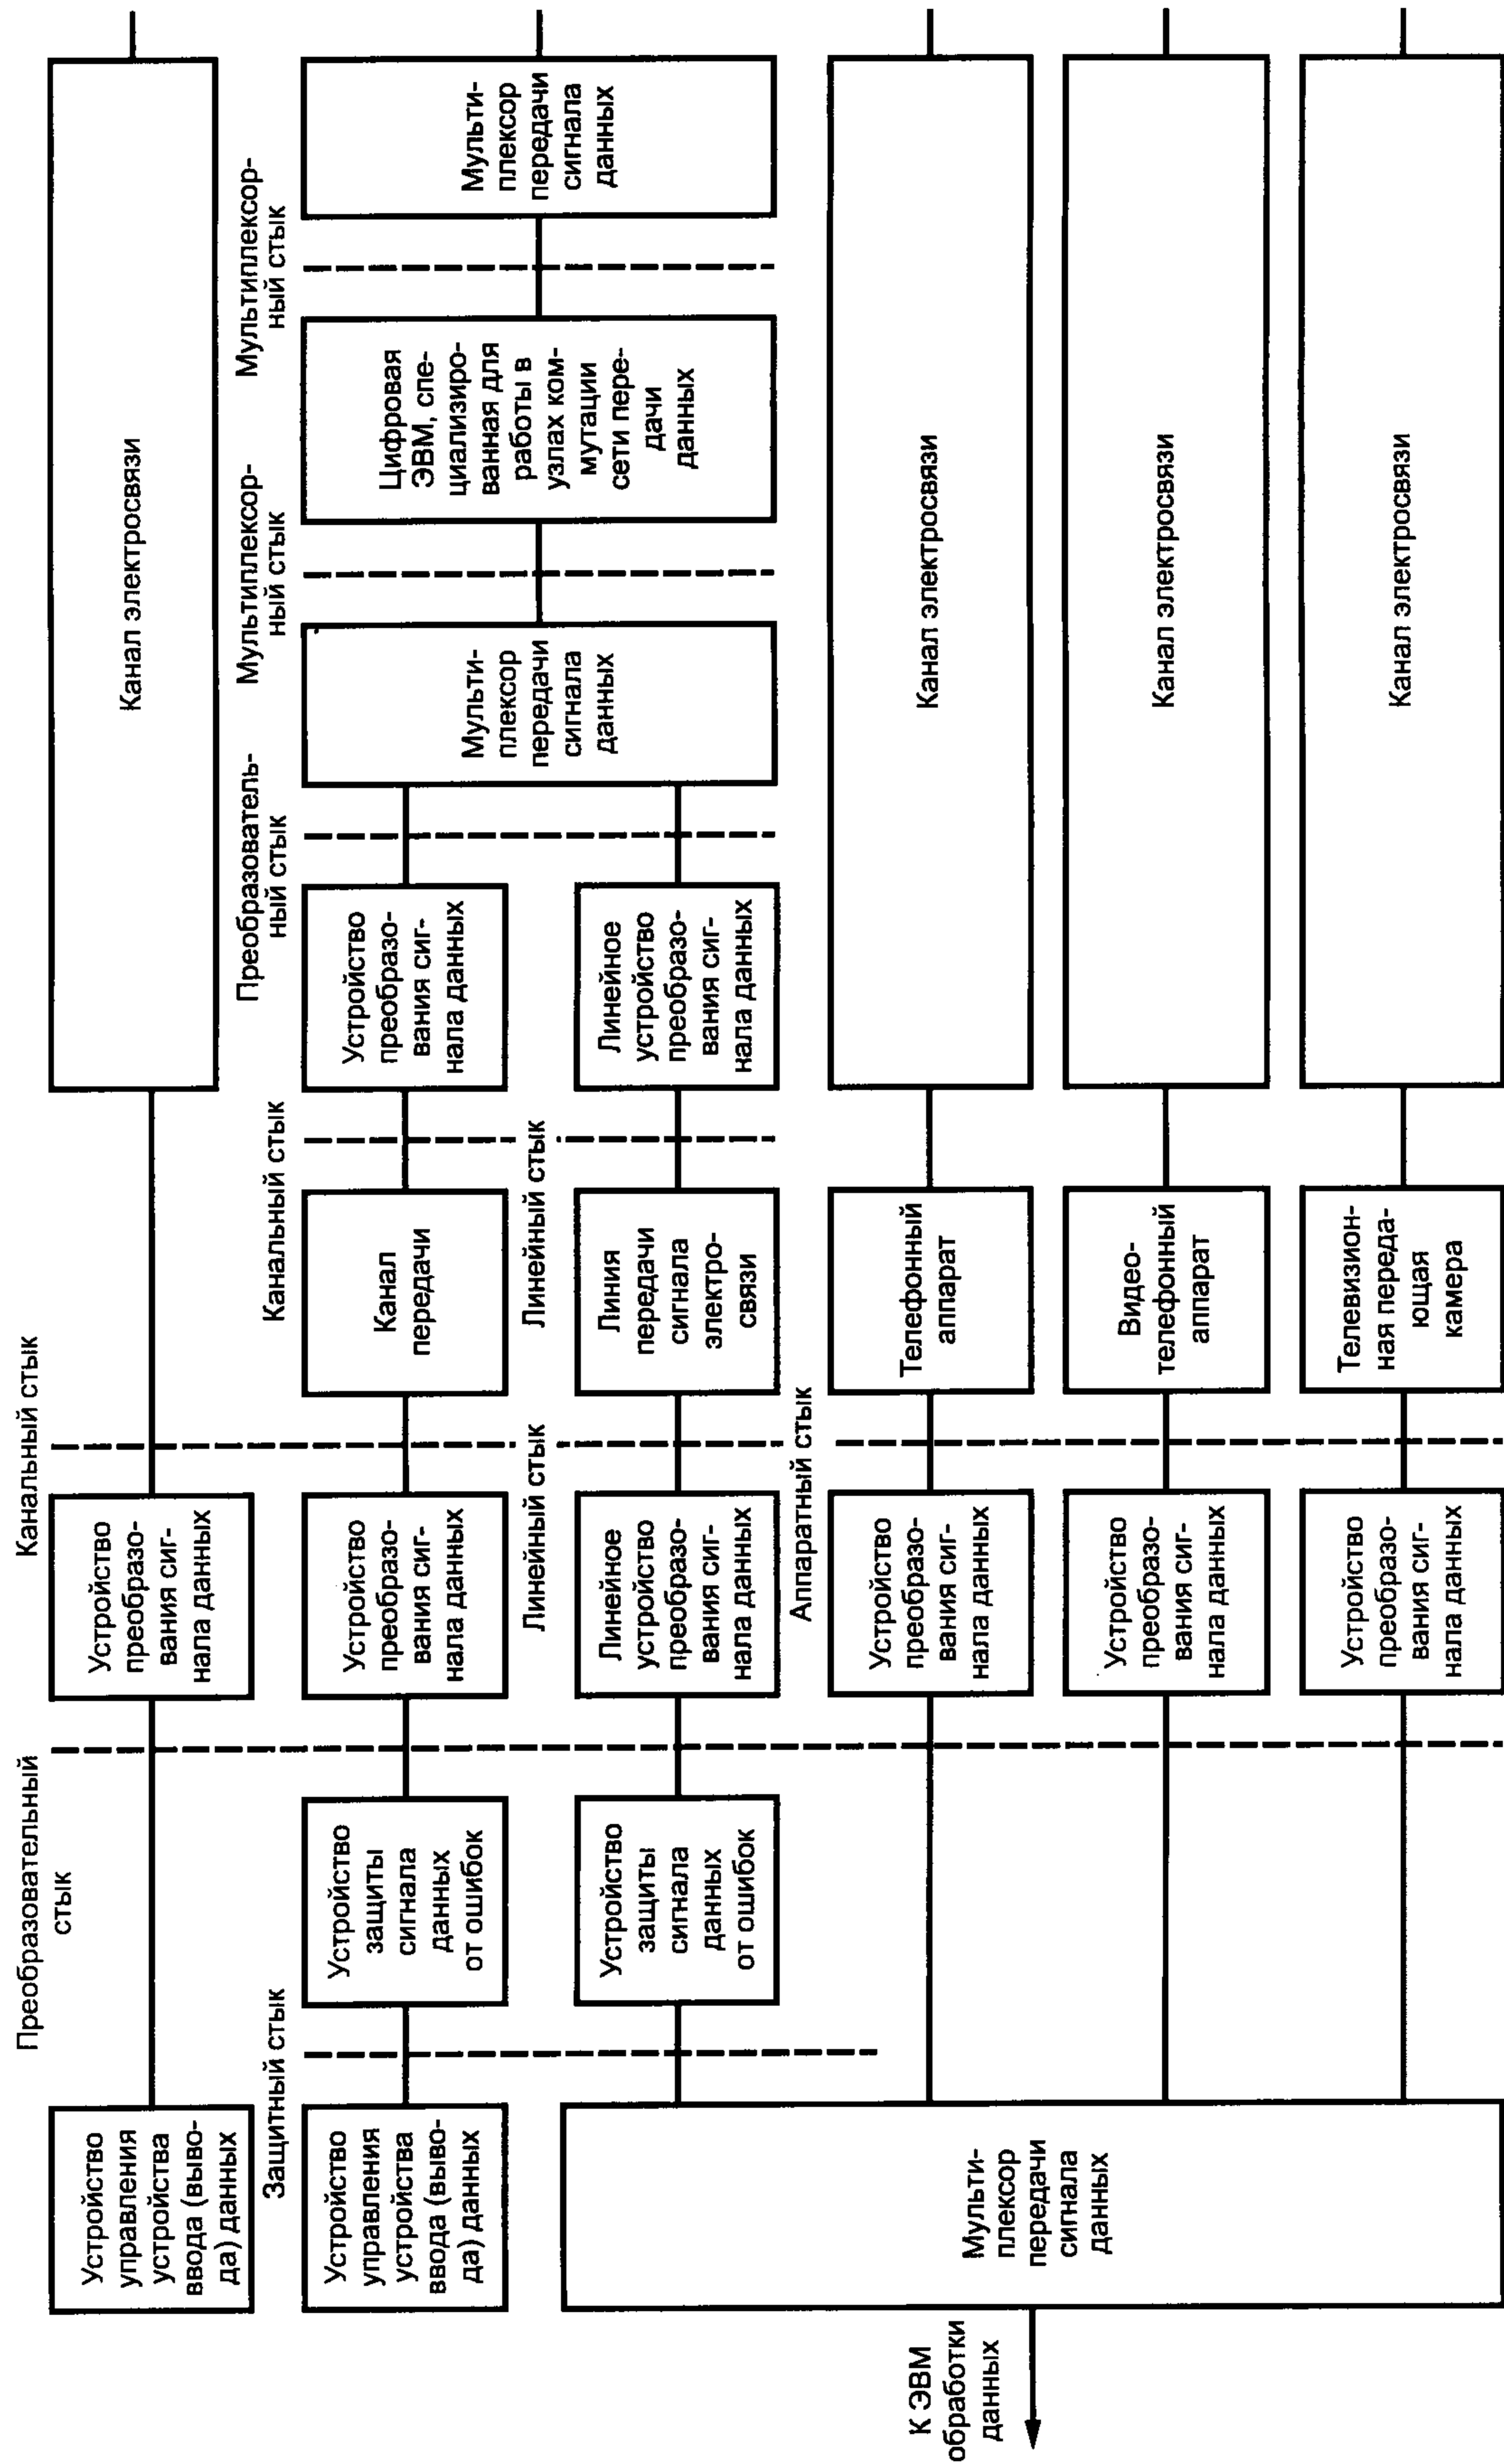 Преобразовательный
стык
Канальный стык
Устройство
управления
устройства
ввода (выво-
да) данных
Устройство
преобразо-
вания сиг-
нала данных
Канал электросвязи
Защитный стык
Канальный стык
Преобразователь-
ный стык
Мультиплексор-
ный стык
Мультиплексор-
ный стык
Устройство
управления
устройства
ввода (выво-
да) данных
Устройство
защиты
сигнала
данных
от ошибок
Устройство
преобразо-
вания сиг-
нала данных
Канал
передачи
Устройство
преобразо-
вания сиг-
нала данных
Мульти-
плексор
передачи
сигнала
данных
Цифровая
ЭВМ, спе-
циализиро-
ванная для
работы в
узлах ком-
мутации
сети пере-
дачи
данных
Мульти-
плексор
передачи
сигнала
данных
Линейный стык
Линейный стык
Устройство
защиты
сигнала
данных
от ошибок
Линейное
устройство
преобразо-
вания сиг-
нала данных
Линия
передачи
сигнала
электро-
связи
Линейное
устройство
преобразо-
вания сиг-
нала данных
Аппаратный стык
К ЭВМ
обработки
данных
Мульти-
плексор
передачи
сигнала
данных
Устройство
преобразо-
вания сиг-
нала данных
Телефонный
аппарат
Канал электросвязи
Устройство
преобразо-
вания сиг-
нала данных
Видео-
телефонный
аппарат
Канал электросвязи
Устройство
преобразо-
вания сиг-
нала данных
Телевизион-
ная переда-
ющая
камера
Канал электросвязи